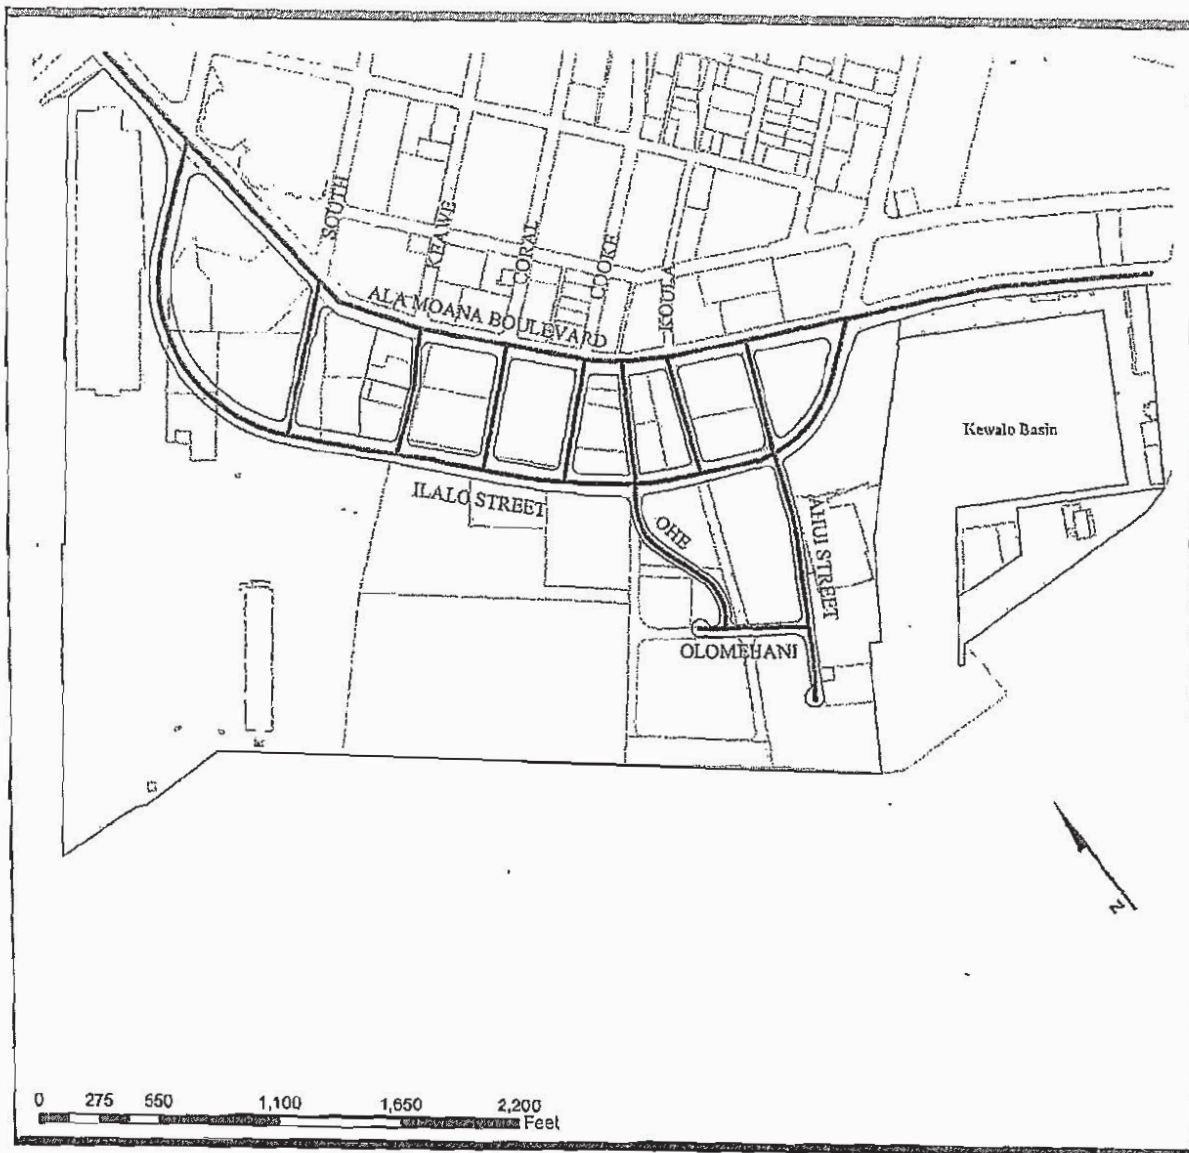 SOUTH
KEAWE
CORAL
COOKE
KOULA
ALA MOANA BOULEVARD
Kewalo Basin
ILALO STREET
OHE
AHUI STREET
OLOMEHANI
N
0 275 550 1,100 1,650 2,200
Feet